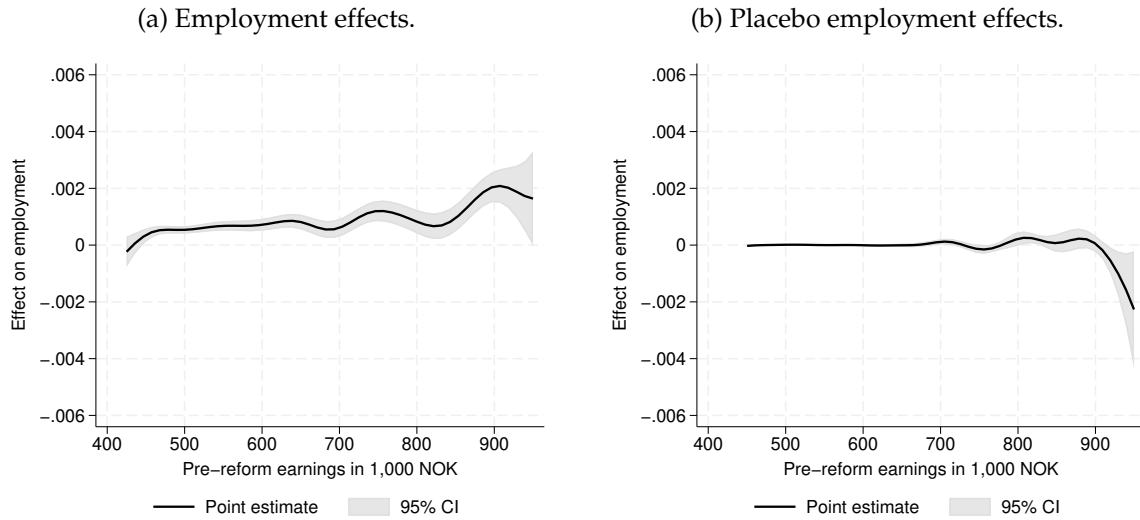 (a) Employment effects.
.006
.004
.002
0
−.002
−.004
−.006
Effect on employment
400 500 600 700 800 900
Pre−reform earnings in 1,000 NOK
Point estimate 95% CI
(b) Placebo employment effects.
.006
.004
.002
0
−.002
−.004
−.006
Effect on employment
400 500 600 700 800 900
Pre−reform earnings in 1,000 NOK
Point estimate 95% CI